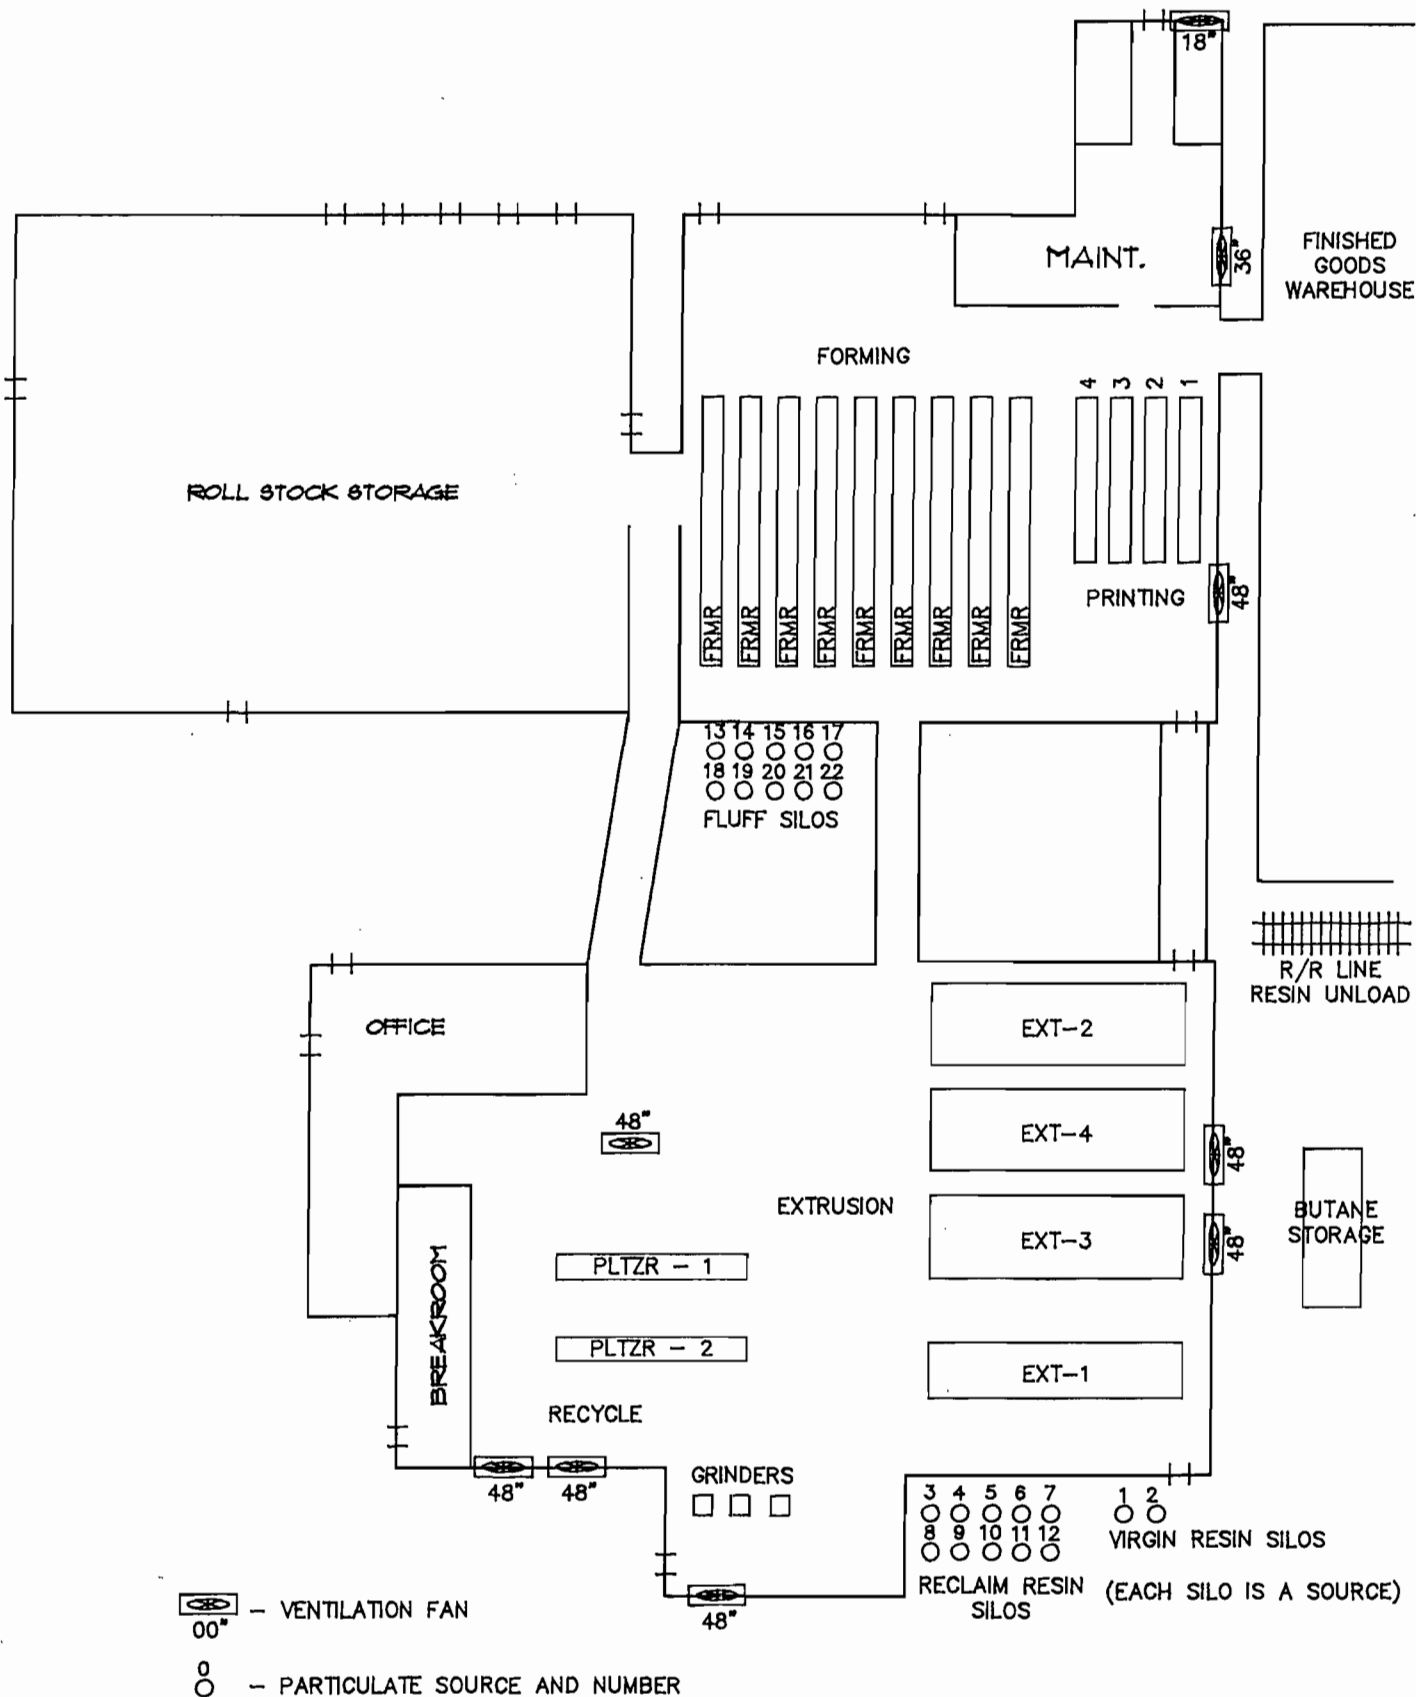 18"
MAINT.
36"
FINISHED
GOODS
WAREHOUSE
FORMING
4 3 2 1
ROLL STOCK STORAGE
PRINTING
48"
FRMR FRMR FRMR FRMR FRMR FRMR FRMR FRMR FRMR
13 14 15 16 17
18 19 20 21 22
FLUFF SILOS
R/R LINE
RESIN UNLOAD
OFFICE
EXT-2
48"
EXT-4
48"
EXTRUSION
EXT-3
48"
BUTANE
STORAGE
PLTZR - 1
BREAKROOM
PLTZR - 2
EXT-1
RECYCLE
GRINDERS
48" 48"
3 4 5 6 7
8 9 10 11 12
1 2
VIRGIN RESIN SILOS
RECLAIM RESIN
SILOS
(EACH SILO IS A SOURCE)
48"
00"
- VENTILATION FAN
0
- PARTICULATE SOURCE AND NUMBER